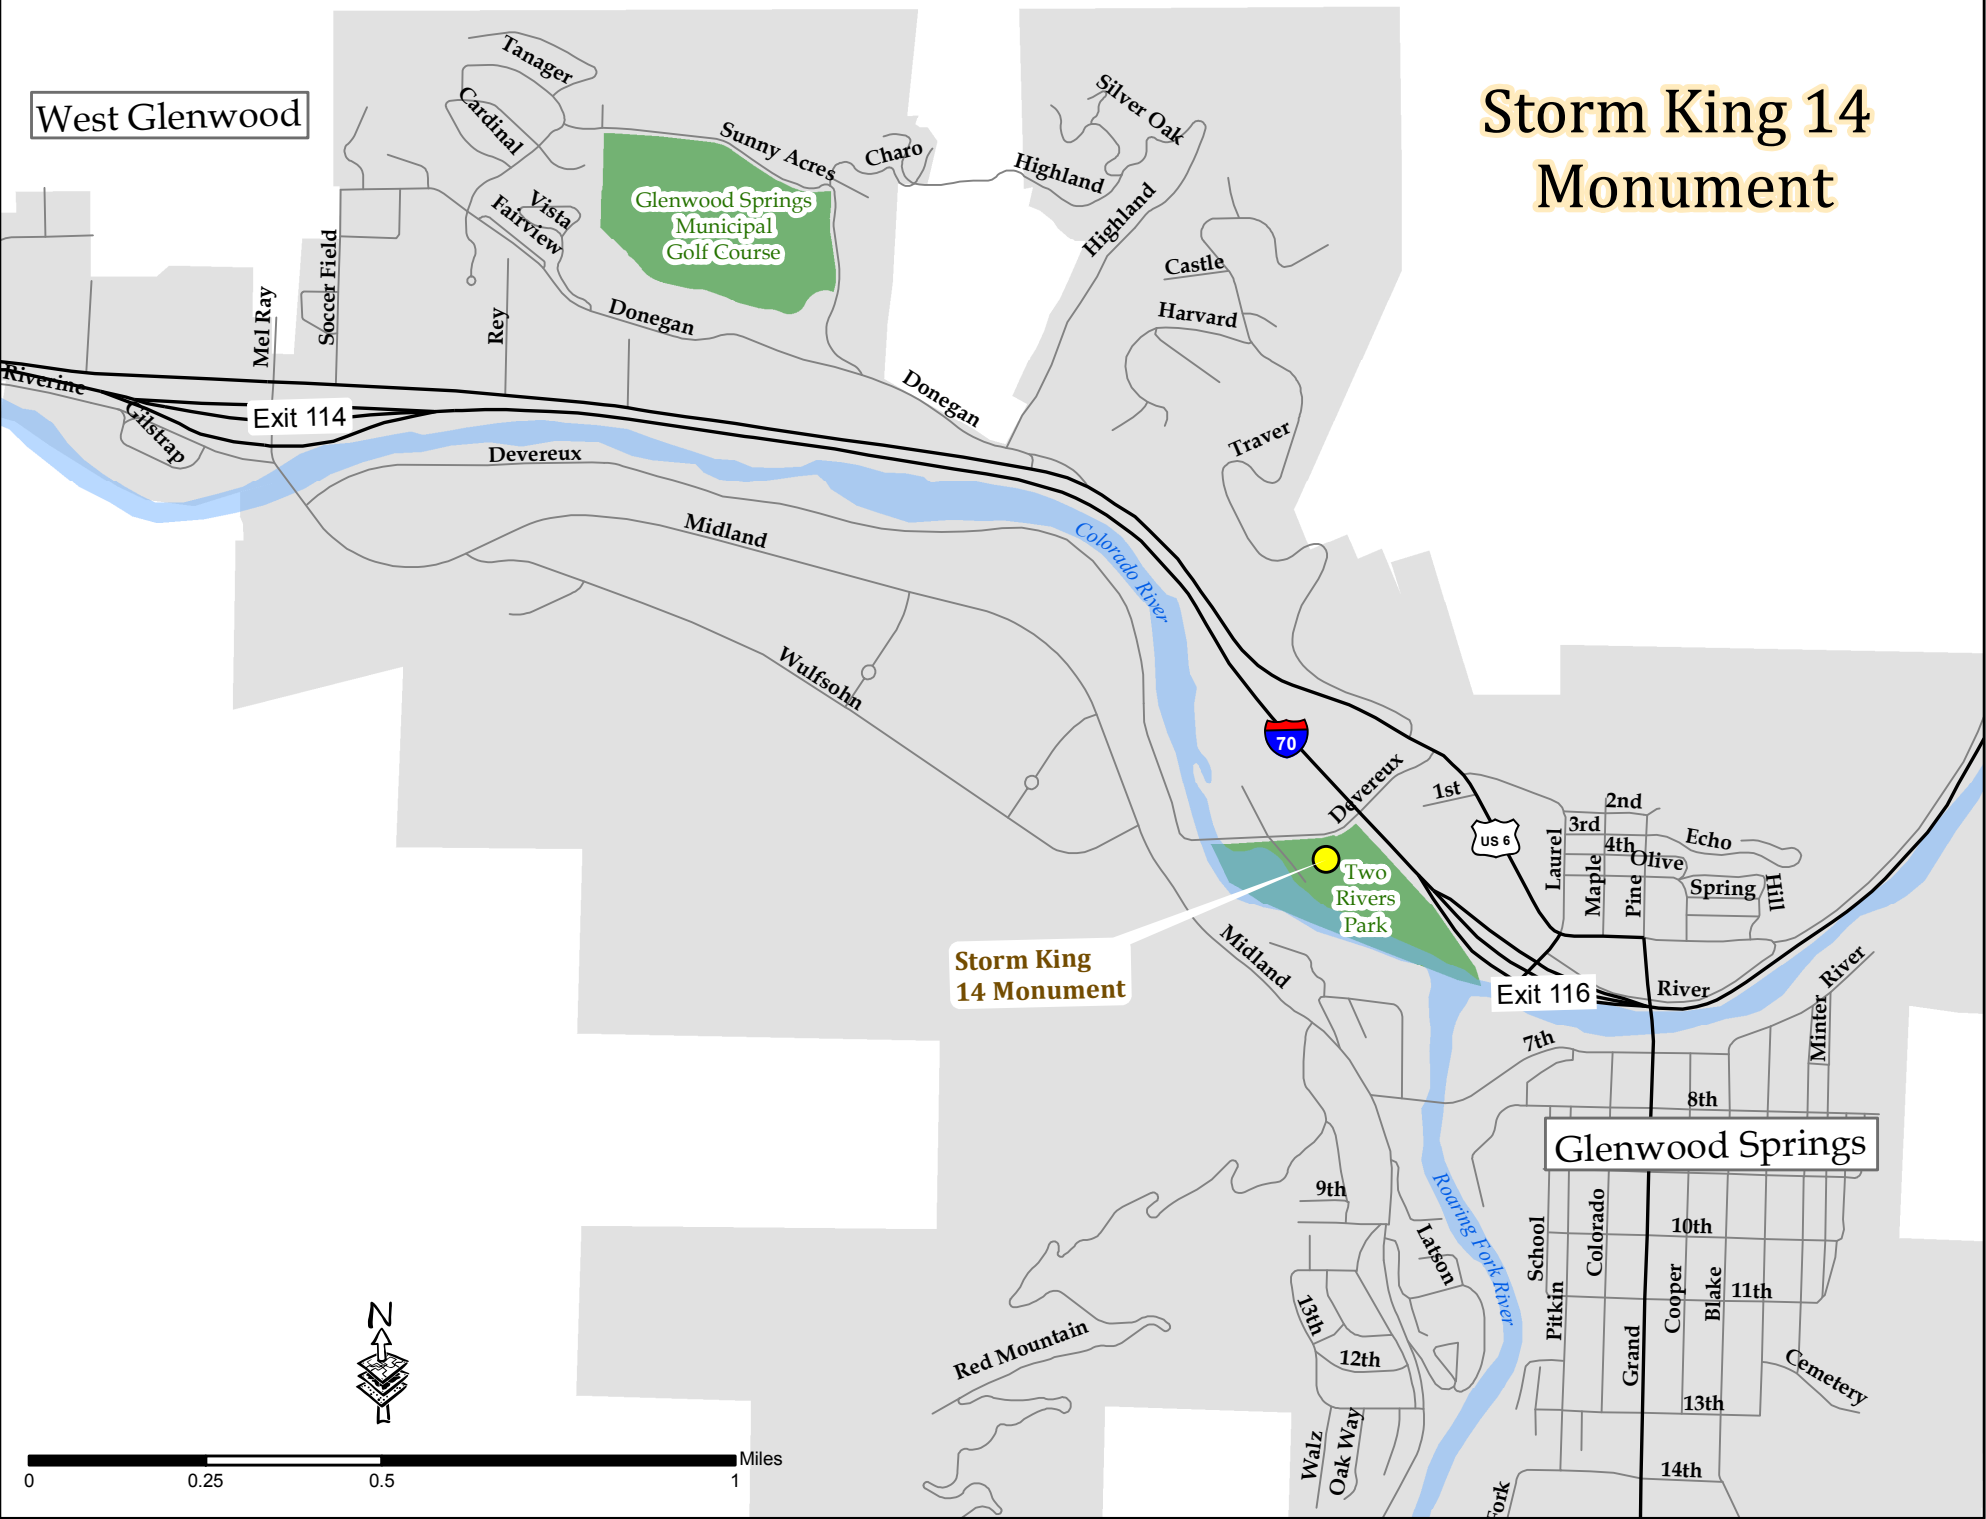 Storm King 14
Monument
West Glenwood
Tanager
Cardinal
Sunny Acres
Charo
Silver Oak
Highland
Highland
Vista
Fairview
Glenwood Springs
Municipal
Golf Course
Castle
Harvard
Mel Ray
Soccer Field
Rey
Donegan
Donegan
Riverine
Gilstrap
Exit 114
Devereux
Traver
Midland
Colorado River
Wulfsohn
70
Devereux
1st
US 6
2nd
3rd
4th
Echo
Olive
Laurel
Maple
Pine
Spring
Hill
Two
Rivers
Park
Storm King
14 Monument
Midland
Exit 116
River
River
Minter
7th
8th
Glenwood Springs
9th
Roaring Fork River
Latson
School
Colorado
10th
Pitkin
Cooper
Blake
11th
13th
12th
Grand
Red Mountain
Cemetery
13th
Walz
Oak Way
14th
Fork
N
Miles
0 0.25 0.5 1